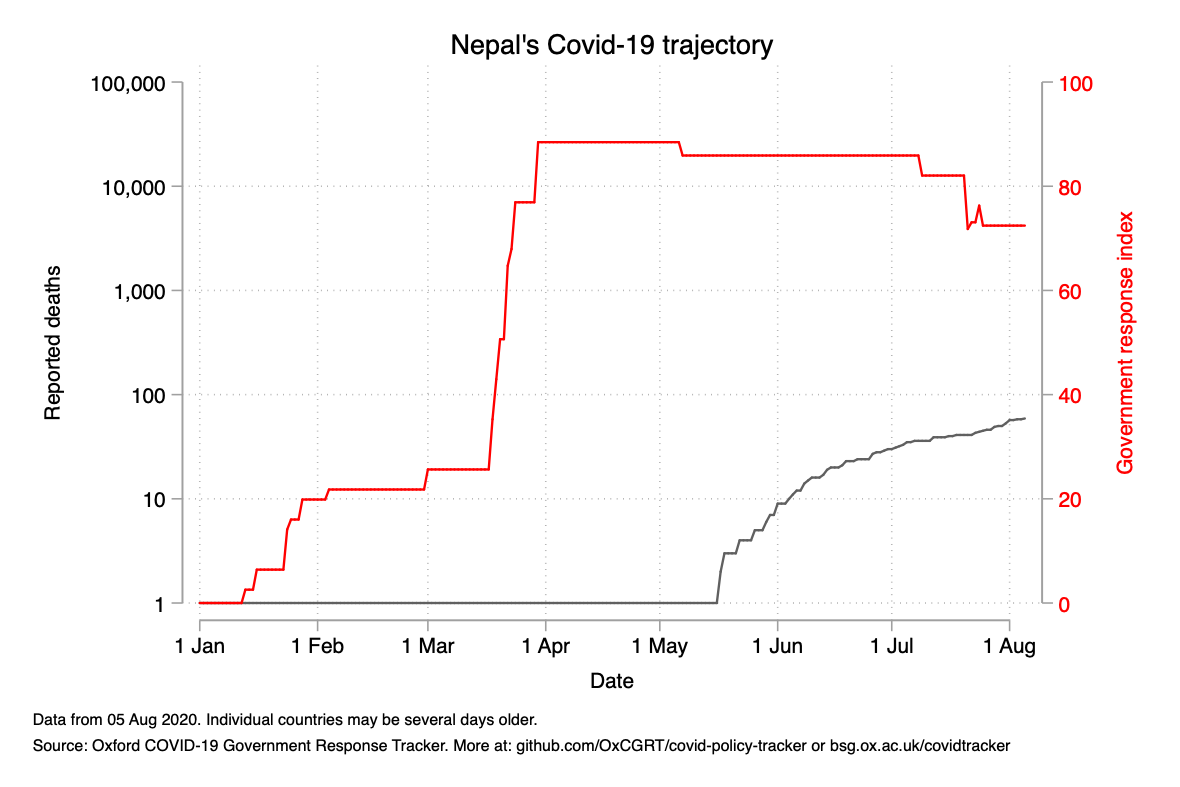 Nepal's Covid-19 trajectory
100,000
10,000
1,000
100
10
1
Reported deaths
100
80
60
40
20
0
Government response index
1 Jan 1 Feb 1 Mar 1 Apr 1 May 1 Jun 1 Jul 1 Aug
Date
Data from 05 Aug 2020. Individual countries may be several days older.
Source: Oxford COVID-19 Government Response Tracker. More at: github.com/OxCGRT/covid-policy-tracker or bsg.ox.ac.uk/covidtracker